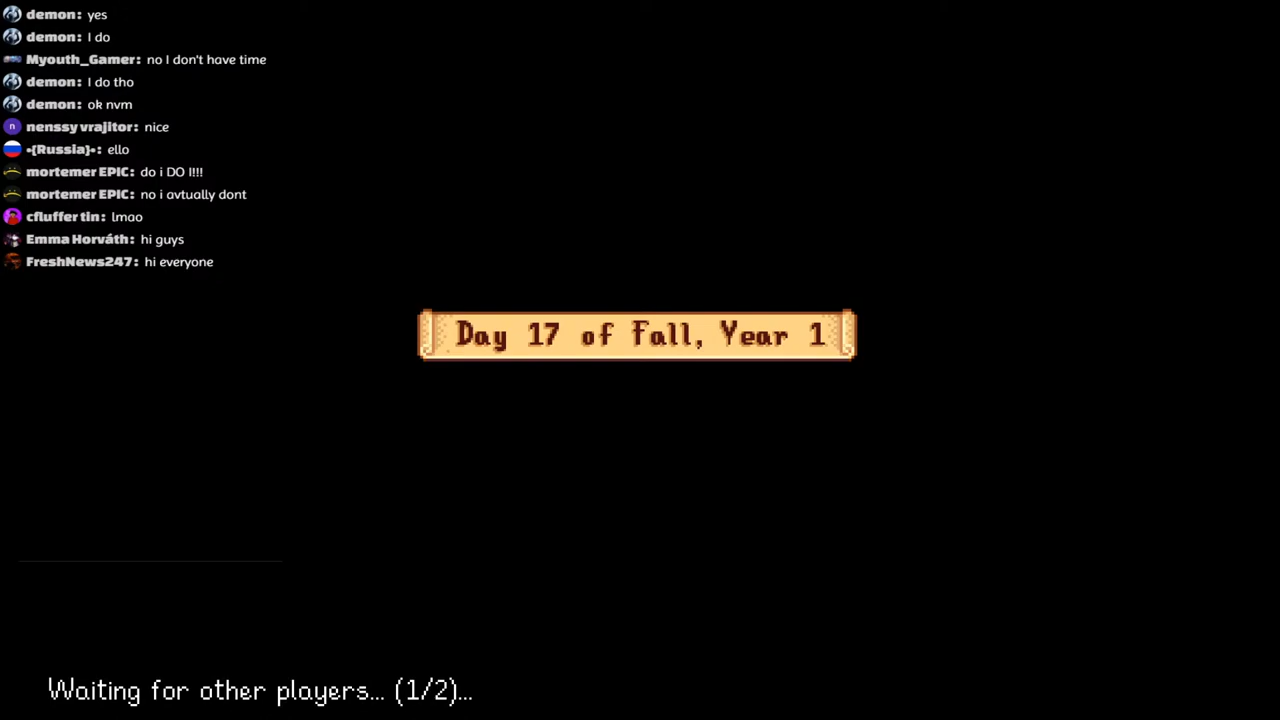 demon: yes
demon: I do
Myouth_Gamer: no I don't have time
demon: I do tho
demon: ok nvm
n nenssy vrajitor: nice
•{Russia}•: ello
mortemer EPIC: do i DO I!!!
mortemer EPIC: no i avtually dont
cfluffer tin: lmao
Emma Horváth: hi guys
FreshNews247: hi everyone
Day 17 of Fall, Year 1
Waiting for other players... (1/2)...